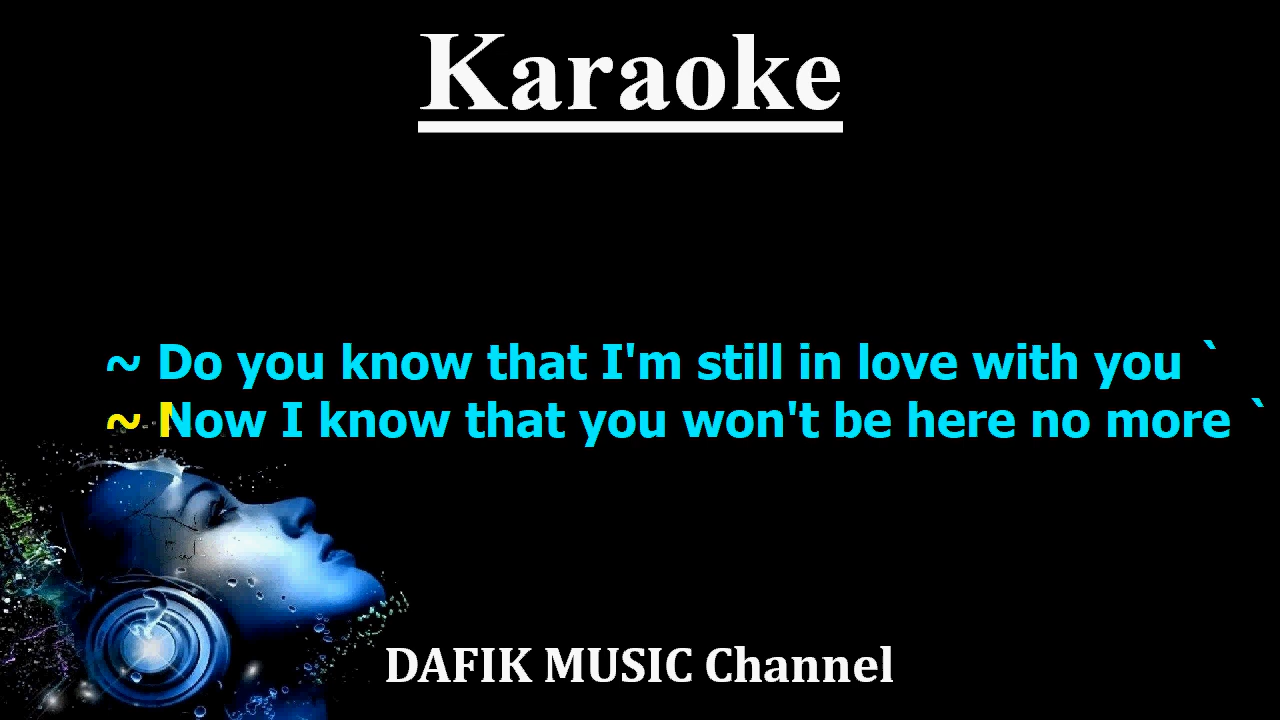 Karaoke
~ Do you know that I'm still in love with you `
~ Now I know that you won't be here no more `
DAFIK MUSIC Channel